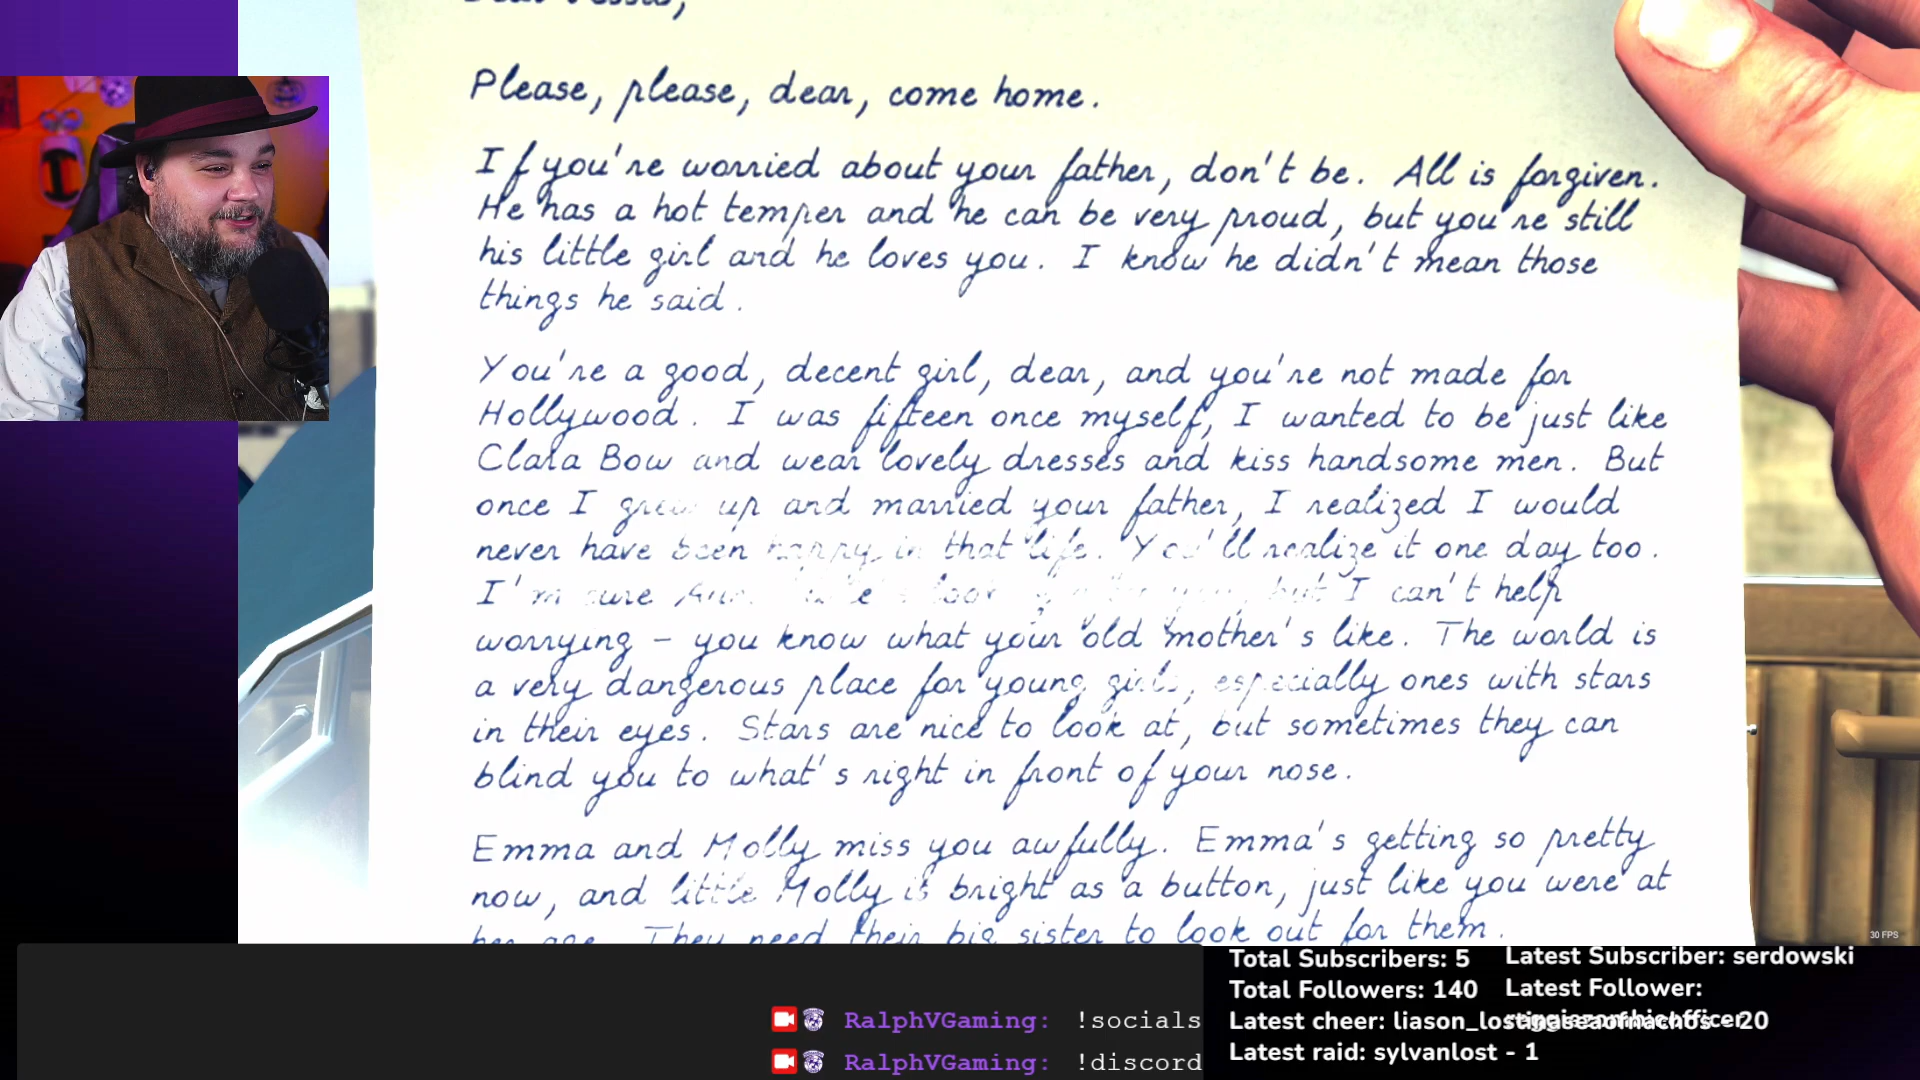 Please, please, dear, come home.
If you're worried about your father, don't be. All is forgiven.
He has a hot temper and he can be very proud, but you're still
his little girl and he loves you. I know he didn't mean those
things he said.
You're a good, decent girl, dear, and you're not made for
Hollywood. I was fifteen once myself, I wanted to be just like
Clara Bow and wear lovely dresses and kiss handsome men. But
once I grew up and married your father, I realized I would
never have been happy in that life. You'll realize it one day too.
I'm sure look but I can't help
worrying - you know what your old mother's like. The world is
a very dangerous place for young girls, especially ones with stars
in their eyes. Stars are nice to look at, but sometimes they can
blind you to what's right in front of your nose.
Emma and Molly miss you awfully. Emma's getting so pretty
now, and little Molly is bright as a button, just like you were at
her age. They need their big sister to look out for them.
30 FPS
Total Subscribers: 5
Latest Subscriber: serdowski
Total Followers: 140
Latest Follower:
Latest cheer: - 20
Latest raid: sylvanlost - 1
RalphVGaming: !socials
RalphVGaming: !discord